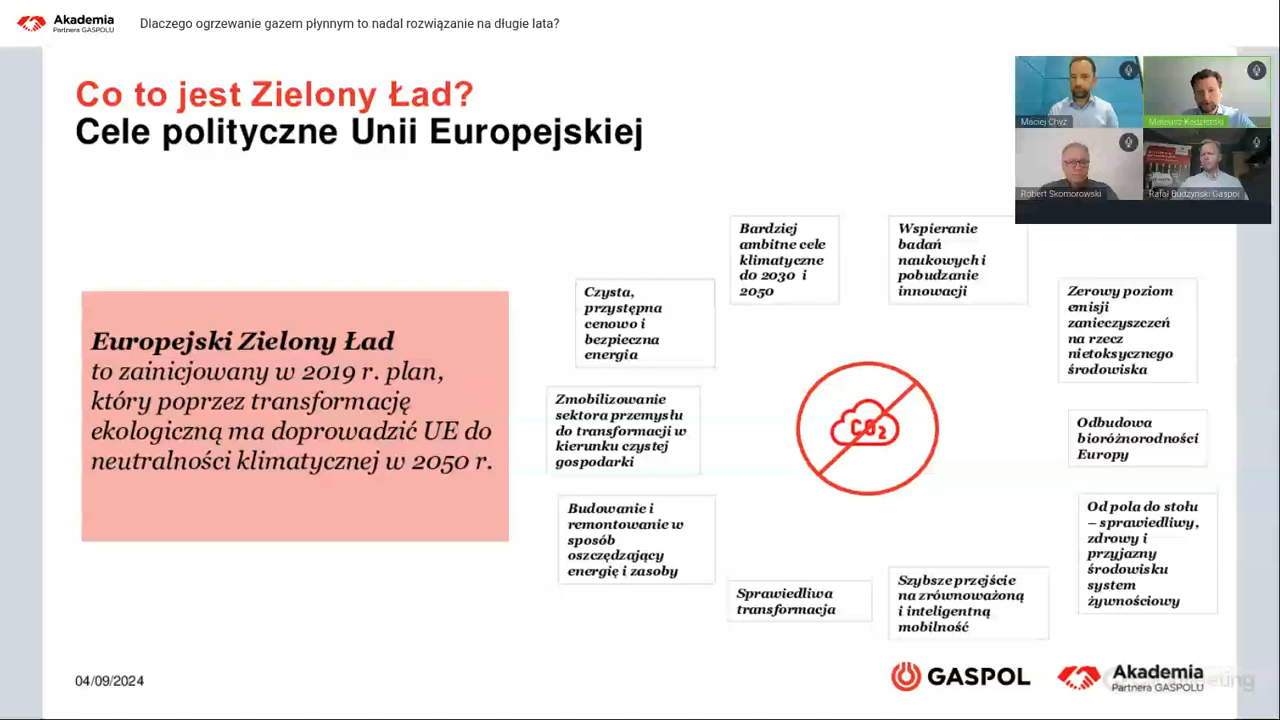 Akademia
Partnera GASPOLU
Dlaczego ogrzewanie gazem płynnym to nadal rozwiązanie na długie lata?
Co to jest Zielony Ład?
Cele polityczne Unii Europejskiej
Maciej Chyż
Mateusz Kędzierski
Robert Skomorowski
Rafał Budzyński Gaspol
Europejski Zielony Ład
to zainicjowany w 2019 r. plan,
który poprzez transformację
ekologiczną ma doprowadzić UE do
neutralności klimatycznej w 2050 r.
Bardziej
ambitne cele
klimatyczne
do 2030 i
2050
Wspieranie
badań
naukowych i
pobudzanie
innowacji
Czysta,
przystępna
cenowo i
bezpieczna
energia
Zerowy poziom
emisji
zanieczyszczeń
na rzecz
nietoksycznego
środowiska
Zmobilizowanie
sektora przemysłu
do transformacji w
kierunku czystej
gospodarki
CO2
Odbudowa
bioróżnorodności
Europy
Budowanie i
remontowanie w
sposób
oszczędzający
energię i zasoby
Od pola do stołu
– sprawiedliwy,
zdrowy i
przyjazny
środowisku
system
żywnościowy
Sprawiedliwa
transformacja
Szybsze przejście
na zrównoważoną
i inteligentną
mobilność
04/09/2024
GASPOL
Akademia
Partnera GASPOLU